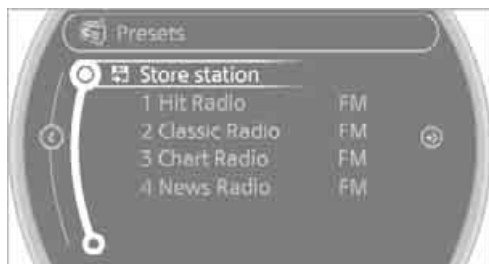 Presets
Store station
1 Hit Radio FM
2 Classic Radio FM
3 Chart Radio FM
4 News Radio FM